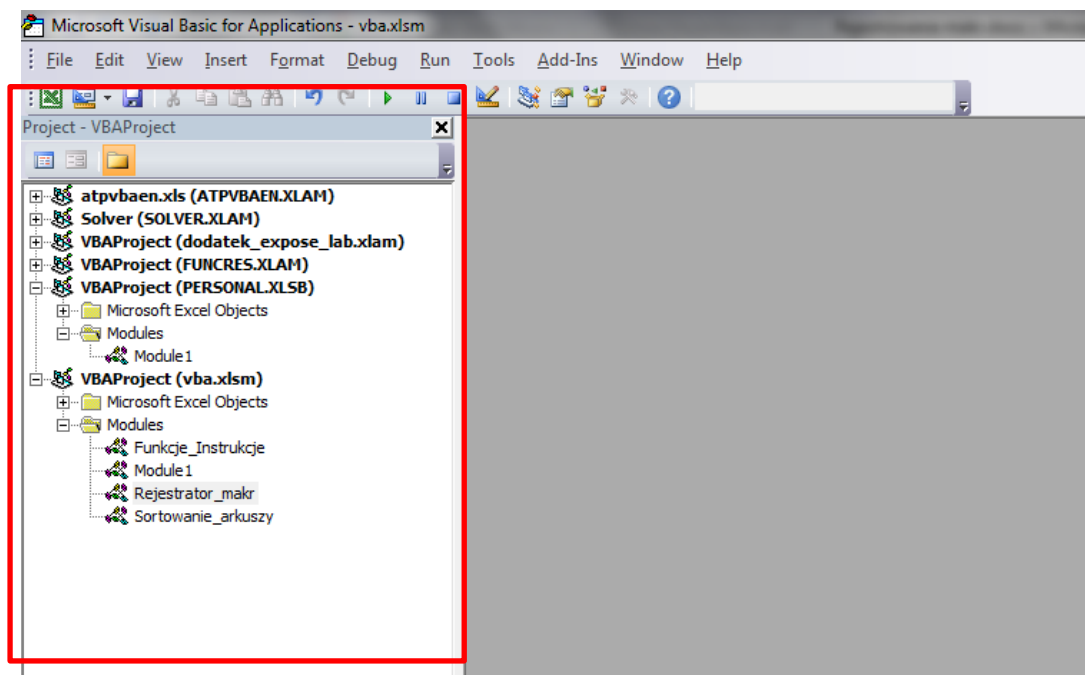 Microsoft Visual Basic for Applications - vba.xlsm
File Edit View Insert Format Debug Run Tools Add-Ins Window Help
Project - VBAProject
atpvbaen.xls (ATPVBAEN.XLAM)
Solver (SOLVER.XLAM)
VBAProject (dodatek_expose_lab.xlam)
VBAProject (FUNCRES.XLAM)
VBAProject (PERSONAL.XLSB)
Microsoft Excel Objects
Modules
Module1
VBAProject (vba.xlsm)
Microsoft Excel Objects
Modules
Funkcje_Instrukcje
Module1
Rejestrator_makr
Sortowanie_arkuszy